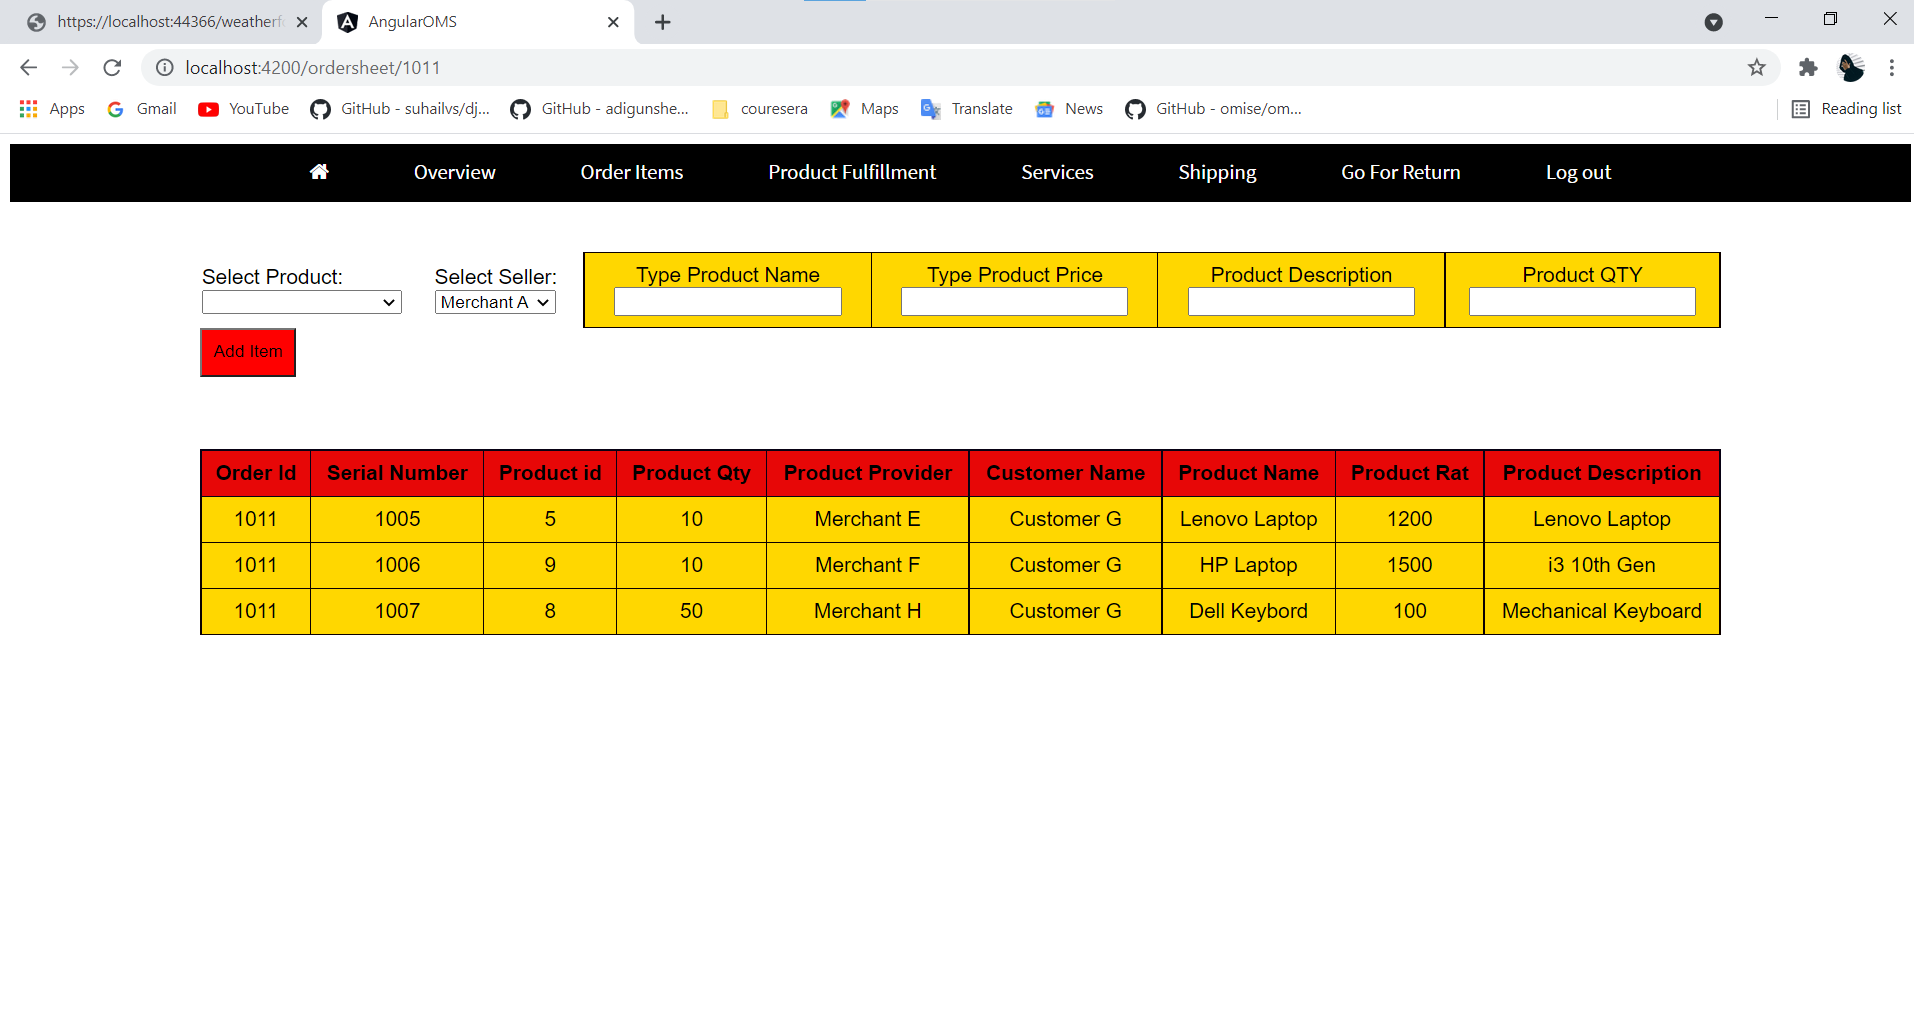 https://localhost:44366/weatherf
AngularOMS
localhost:4200/ordersheet/1011
Apps Gmail YouTube GitHub - suhailvs/dj... GitHub - adigunshe... couresera Maps Translate News GitHub - omise/om... Reading list
Overview Order Items Product Fulfillment Services Shipping Go For Return Log out
Select Product: Select Seller: Type Product Name Type Product Price Product Description Product QTY
Merchant A
Add Item
Order Id Serial Number Product id Product Qty Product Provider Customer Name Product Name Product Rat Product Description
1011 1005 5 10 Merchant E Customer G Lenovo Laptop 1200 Lenovo Laptop
1011 1006 9 10 Merchant F Customer G HP Laptop 1500 i3 10th Gen
1011 1007 8 50 Merchant H Customer G Dell Keybord 100 Mechanical Keyboard